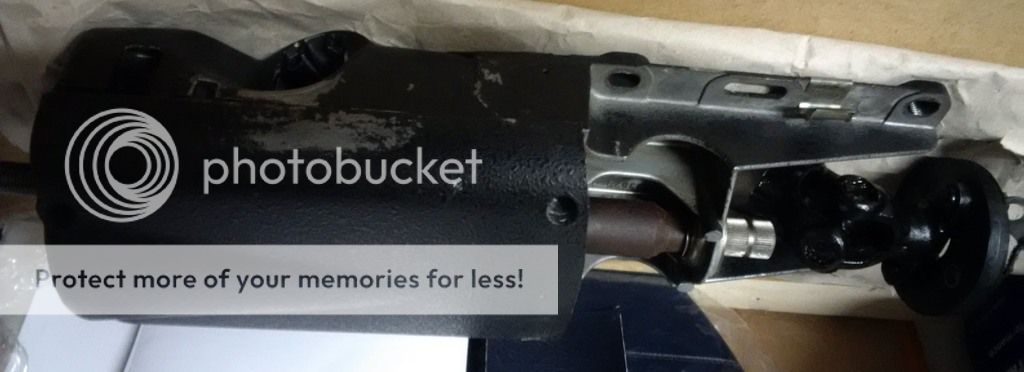 photobucket
Protect more of your memories for less!